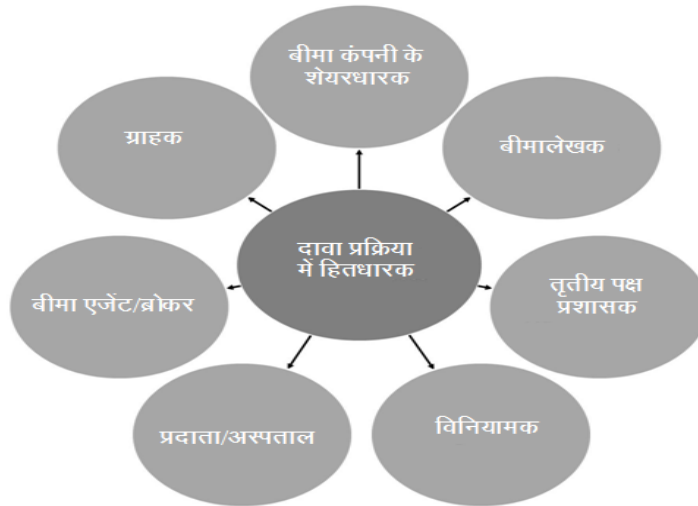 बीमा कंपनी के
शेयरधारक
ग्राहक
बीमालेखक
दावा प्रक्रिया
में हितधारक
बीमा एजेंट/ब्रोकर
तृतीय पक्ष
प्रशासक
प्रदाता/अस्पताल
विनियामक